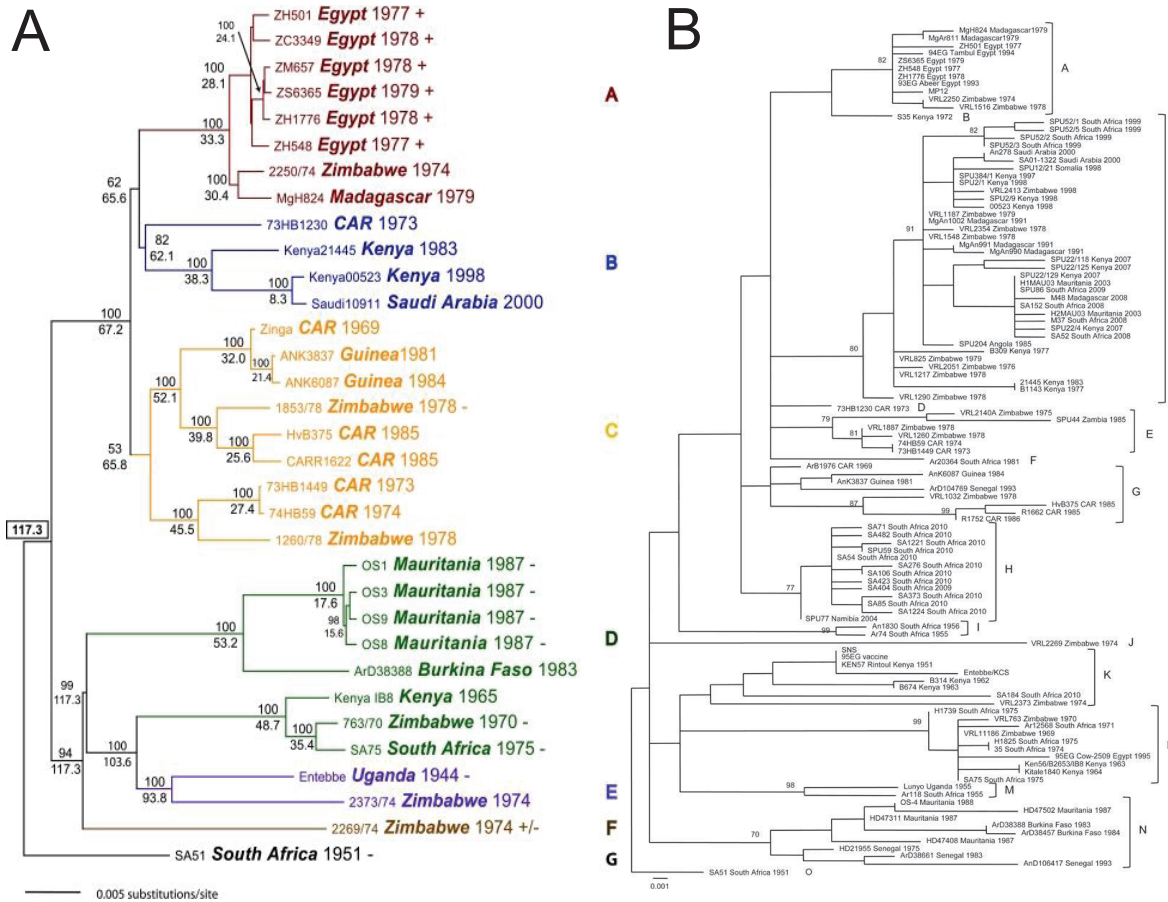 A
ZH501 Egypt 1977 +
100
24.1
ZC3349 Egypt 1978 +
ZM657 Egypt 1978 +
100
28.1
ZS6365 Egypt 1979 +
ZH1776 Egypt 1978 +
100
33.3
ZH548 Egypt 1977 +
2250/74 Zimbabwe 1974
100
30.4
MgH824 Madagascar 1979
62
65.6
73HB1230 CAR 1973
82
62.1
Kenya21445 Kenya 1983
100
38.3
Kenya00523 Kenya 1998
100
8.3
Saudi10911 Saudi Arabia 2000
100
67.2
Zinga CAR 1969
100
32.0
ANK3837 Guinea1981
100
21.4
ANK6087 Guinea 1984
100
52.1
1853/78 Zimbabwe 1978 -
100
39.8
HvB375 CAR 1985
100
25.6
CARR1622 CAR 1985
53
65.8
73HB1449 CAR 1973
100
27.4
74HB59 CAR 1974
100
45.5
1260/78 Zimbabwe 1978
117.3
OS1 Mauritania 1987 -
100
17.6
OS3 Mauritania 1987 -
98
15.6
OS9 Mauritania 1987 -
OS8 Mauritania 1987 -
100
53.2
ArD38388 Burkina Faso 1983
99
117.3
Kenya IB8 Kenya 1965
100
48.7
763/70 Zimbabwe 1970 -
100
35.4
SA75 South Africa 1975 -
94
117.3
100
103.6
Entebbe Uganda 1944 -
100
93.8
2373/74 Zimbabwe 1974
2269/74 Zimbabwe 1974 +/-
SA51 South Africa 1951 -
0.005 substitutions/site
A
B
C
D
E
F
G
B
MgH824 Madagascar1979
MgAr811 Madagascar1979
ZH501 Egypt 1977
94EG Tambul Egypt 1994
82
ZS6365 Egypt 1979
ZH548 Egypt 1977
ZH1776 Egypt 1978
93EG Abeer Egypt 1993
MP12
VRL2250 Zimbabwe 1974
VRL1516 Zimbabwe 1978
A
S35 Kenya 1972
B
SPU52/1 South Africa 1999
82
SPU52/5 South Africa 1999
SPU52/2 South Africa 1999
SPU52/3 South Africa 1999
An278 Saudi Arabia 2000
SA01-1322 Saudi Arabia 2000
SPU12/21 Somalia 1998
SPU384/1 Kenya 1997
SPU2/1 Kenya 1998
VRL2413 Zimbabwe 1998
SPU2/9 Kenya 1998
00523 Kenya 1998
VRL1187 Zimbabwe 1979
MgAn1002 Madagascar 1991
91
VRL2354 Zimbabwe 1978
VRL1548 Zimbabwe 1978
MgAn991 Madagascar 1991
MgAn990 Madagascar 1991
SPU22/118 Kenya 2007
SPU22/125 Kenya 2007
SPU22/129 Kenya 2007
H1MAU03 Mauritania 2003
SPU86 South Africa 2009
M48 Madagascar 2008
SA152 South Africa 2008
H2MAU03 Mauritania 2003
M37 South Africa 2008
SPU22/4 Kenya 2007
SA52 South Africa 2008
SPU204 Angola 1985
80
B309 Kenya 1977
VRL825 Zimbabwe 1979
VRL2051 Zimbabwe 1976
VRL1217 Zimbabwe 1978
21445 Kenya 1983
B1143 Kenya 1977
VRL1290 Zimbabwe 1978
73HB1230 CAR 1973
D
79
VRL2140A Zimbabwe 1975
SPU44 Zambia 1985
VRL1887 Zimbabwe 1978
81
VRL1260 Zimbabwe 1978
74HB59 CAR 1974
73HB1449 CAR 1973
E
Ar20364 South Africa 1981
F
ArB1976 CAR 1969
AnK6087 Guinea 1984
AnK3837 Guinea 1981
ArD104769 Senegal 1993
VRL1032 Zimbabwe 1978
87
HvB375 CAR 1985
99
R1662 CAR 1985
R1752 CAR 1986
G
SA71 South Africa 2010
SA482 South Africa 2010
SA1221 South Africa 2010
SPU59 South Africa 2010
SA54 South Africa 2010
SA276 South Africa 2010
SA106 South Africa 2010
SA423 South Africa 2010
SA404 South Africa 2009
77
SA373 South Africa 2010
SA85 South Africa 2010
SA1224 South Africa 2010
SPU77 Namibia 2004
H
99
An1830 South Africa 1956
Ar74 South Africa 1955
I
VRL2269 Zimbabwe 1974
J
SNS
95EG vaccine
KEN57 Rintoul Kenya 1951
Entebbe/KCS
B314 Kenya 1962
B674 Kenya 1963
SA184 South Africa 2010
VRL2373 Zimbabwe 1974
K
H1739 South Africa 1975
99
VRL763 Zimbabwe 1970
Ar12568 South Africa 1971
VRL11186 Zimbabwe 1969
H1825 South Africa 1975
35 South Africa 1974
95EG Cow-2509 Egypt 1995
Ken56/B2653/IB8 Kenya 1963
Kitale1840 Kenya 1964
SA75 South Africa 1975
98
Lunyo Uganda 1955
Ar118 South Africa 1955
M
OS-4 Mauritania 1988
HD47502 Mauritania 1987
HD47311 Mauritania 1987
70
ArD38388 Burkina Faso 1983
ArD38457 Burkina Faso 1984
HD47408 Mauritania 1987
HD21955 Senegal 1975
ArD38661 Senegal 1983
AnD106417 Senegal 1993
N
SA51 South Africa 1951
O
0.001